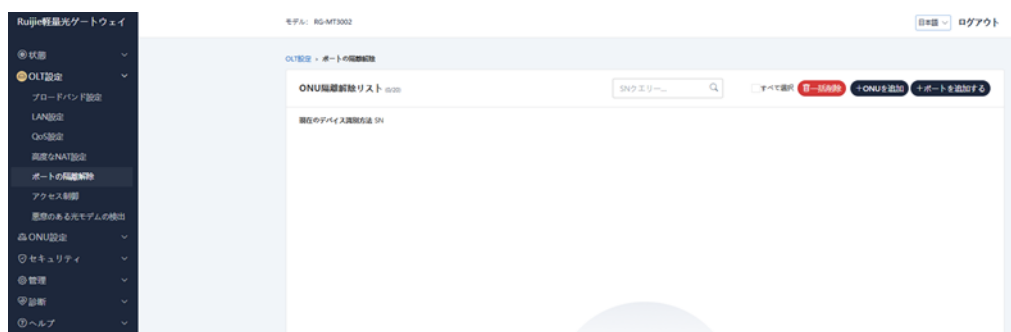 Ruijie軽量光ゲートウェイ
モデル: RG-MT3002
日本語
ログアウト
状態
OLT設定
ブロードバンド設定
LAN設定
QoS設定
高度なNAT設定
ポートの隔離解除
アクセス制御
悪意のある光モデムの検出
ONU設定
セキュリティ
管理
診断
ヘルプ
OLT設定 > ポートの隔離解除
ONU隔離解除リスト (0/20)
SNクエリー...
すべて選択
一括削除
+ONUを追加
+ポートを追加する
現在のデバイス識別方法 SN